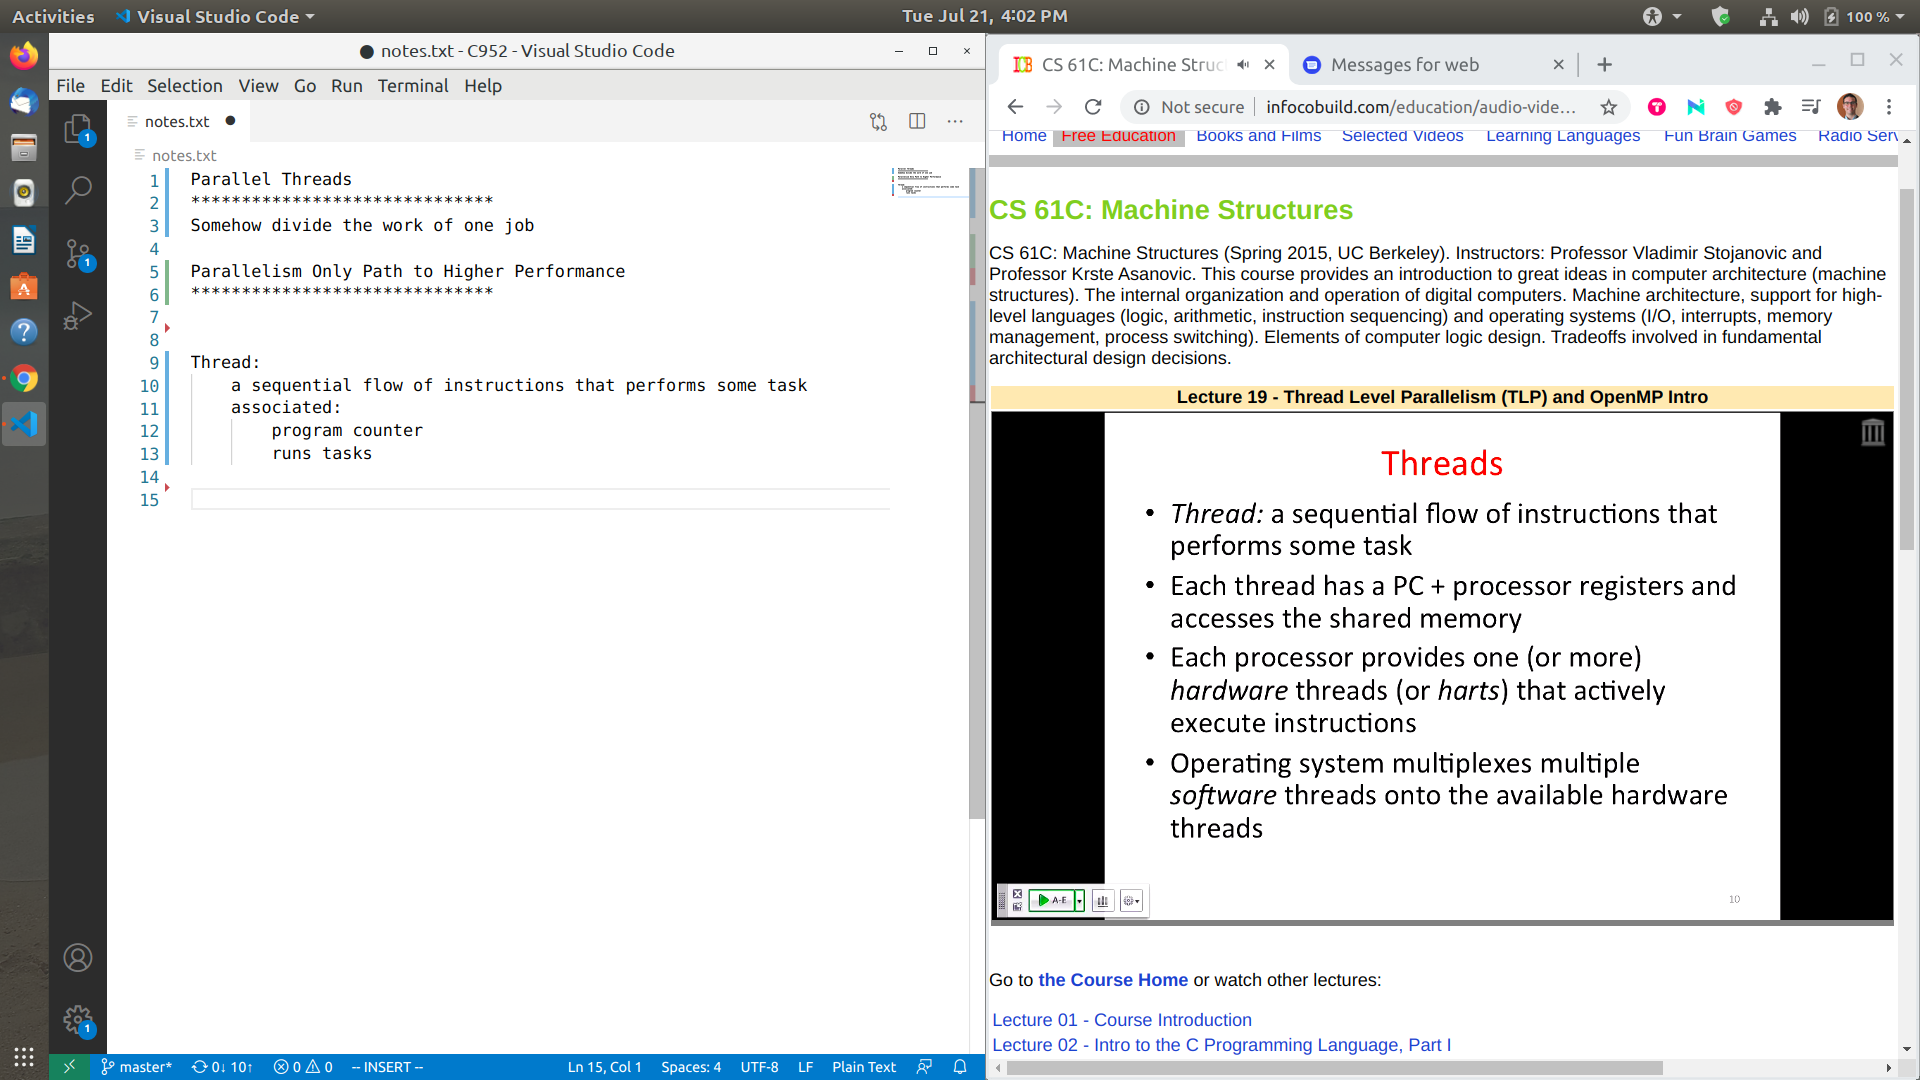 Activities
Visual Studio Code
Tue Jul 21, 4:02 PM
100 %
● notes.txt - C952 - Visual Studio Code
File Edit Selection View Go Run Terminal Help
notes.txt ●
notes.txt
1 Parallel Threads
2 ******************************
3 Somehow divide the work of one job
4
5 Parallelism Only Path to Higher Performance
6 ******************************
7
8
9 Thread:
10 a sequential flow of instructions that performs some task
11 associated:
12 program counter
13 runs tasks
14
15
1
1
1
master* 0↓ 10↑ 0 0 -- INSERT -- Ln 15, Col 1 Spaces: 4 UTF-8 LF Plain Text
CS 61C: Machine Struc
Messages for web
Not secure infocobuild.com/education/audio-vide...
Home Free Education Books and Films Selected Videos Learning Languages Fun Brain Games Radio Serv
CS 61C: Machine Structures
CS 61C: Machine Structures (Spring 2015, UC Berkeley). Instructors: Professor Vladimir Stojanovic and
Professor Krste Asanovic. This course provides an introduction to great ideas in computer architecture (machine
structures). The internal organization and operation of digital computers. Machine architecture, support for high-
level languages (logic, arithmetic, instruction sequencing) and operating systems (I/O, interrupts, memory
management, process switching). Elements of computer logic design. Tradeoffs involved in fundamental
architectural design decisions.
Lecture 19 - Thread Level Parallelism (TLP) and OpenMP Intro
Threads
• Thread: a sequential flow of instructions that
performs some task
• Each thread has a PC + processor registers and
accesses the shared memory
• Each processor provides one (or more)
hardware threads (or harts) that actively
execute instructions
• Operating system multiplexes multiple
software threads onto the available hardware
threads
A-E
10
Go to the Course Home or watch other lectures:
Lecture 01 - Course Introduction
Lecture 02 - Intro to the C Programming Language, Part I